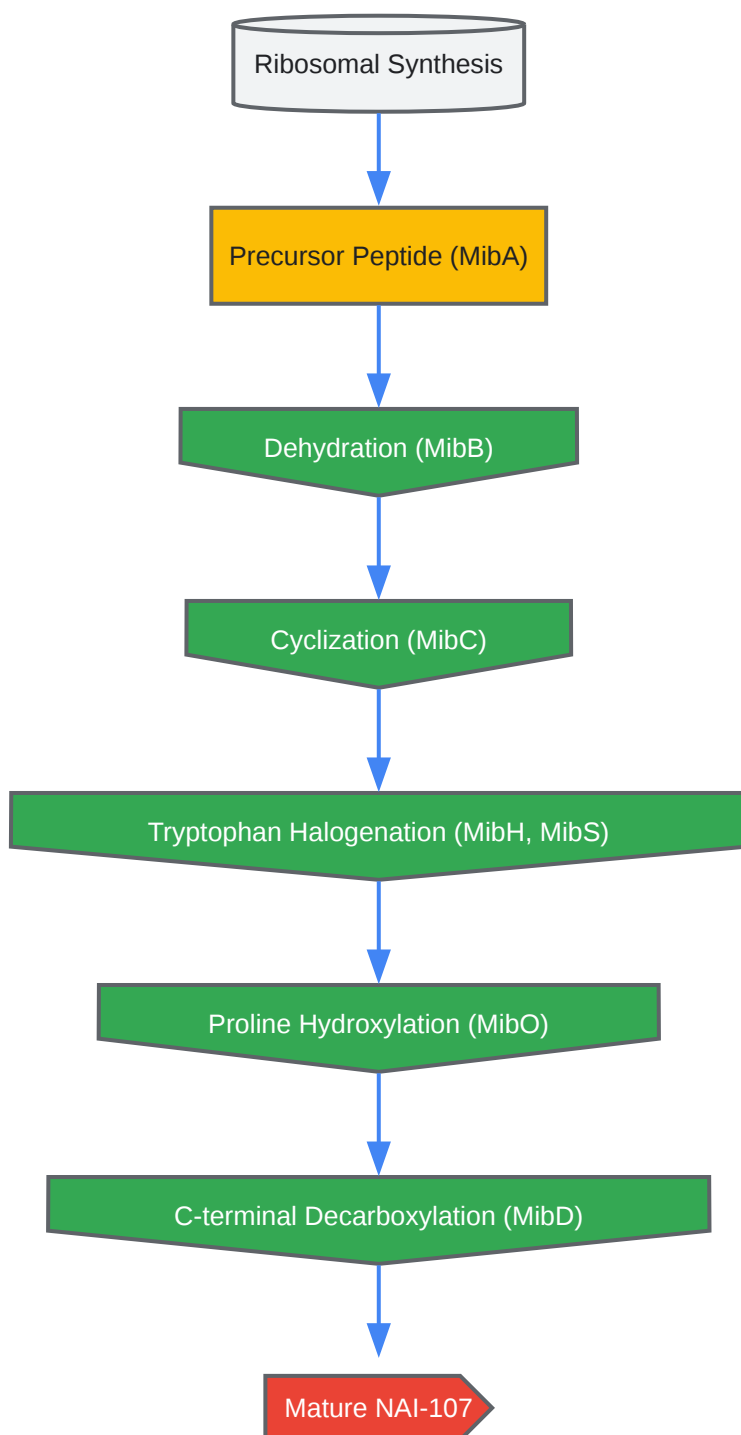 Ribosomal Synthesis
Precursor Peptide (MibA)
Dehydration (MibB)
Cyclization (MibC)
Tryptophan Halogenation (MibH, MibS)
Proline Hydroxylation (MibO)
C-terminal Decarboxylation (MibD)
Mature NAI-107